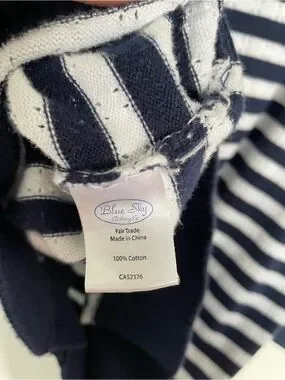 Blue Sky
Clothing Co
Fair Trade
Made in China
100% Cotton
CA52376